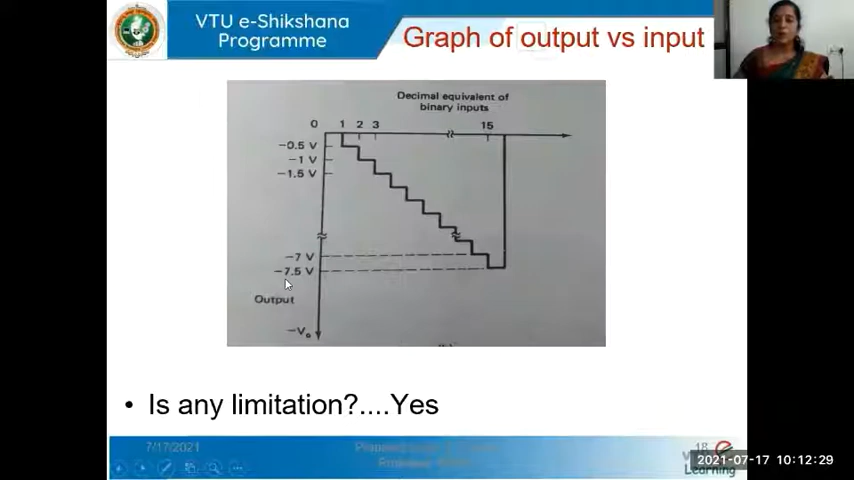 VTU e-Shikshana
Programme
Graph of output vs input
Decimal equivalent of
binary inputs
0 1 2 3 15
-0.5 V
-1 V
-1.5 V
-7 V
-7.5 V
Output
-Vo
• Is any limitation?....Yes
7/17/2021
18
2021-07-17 10:12:29
Learning